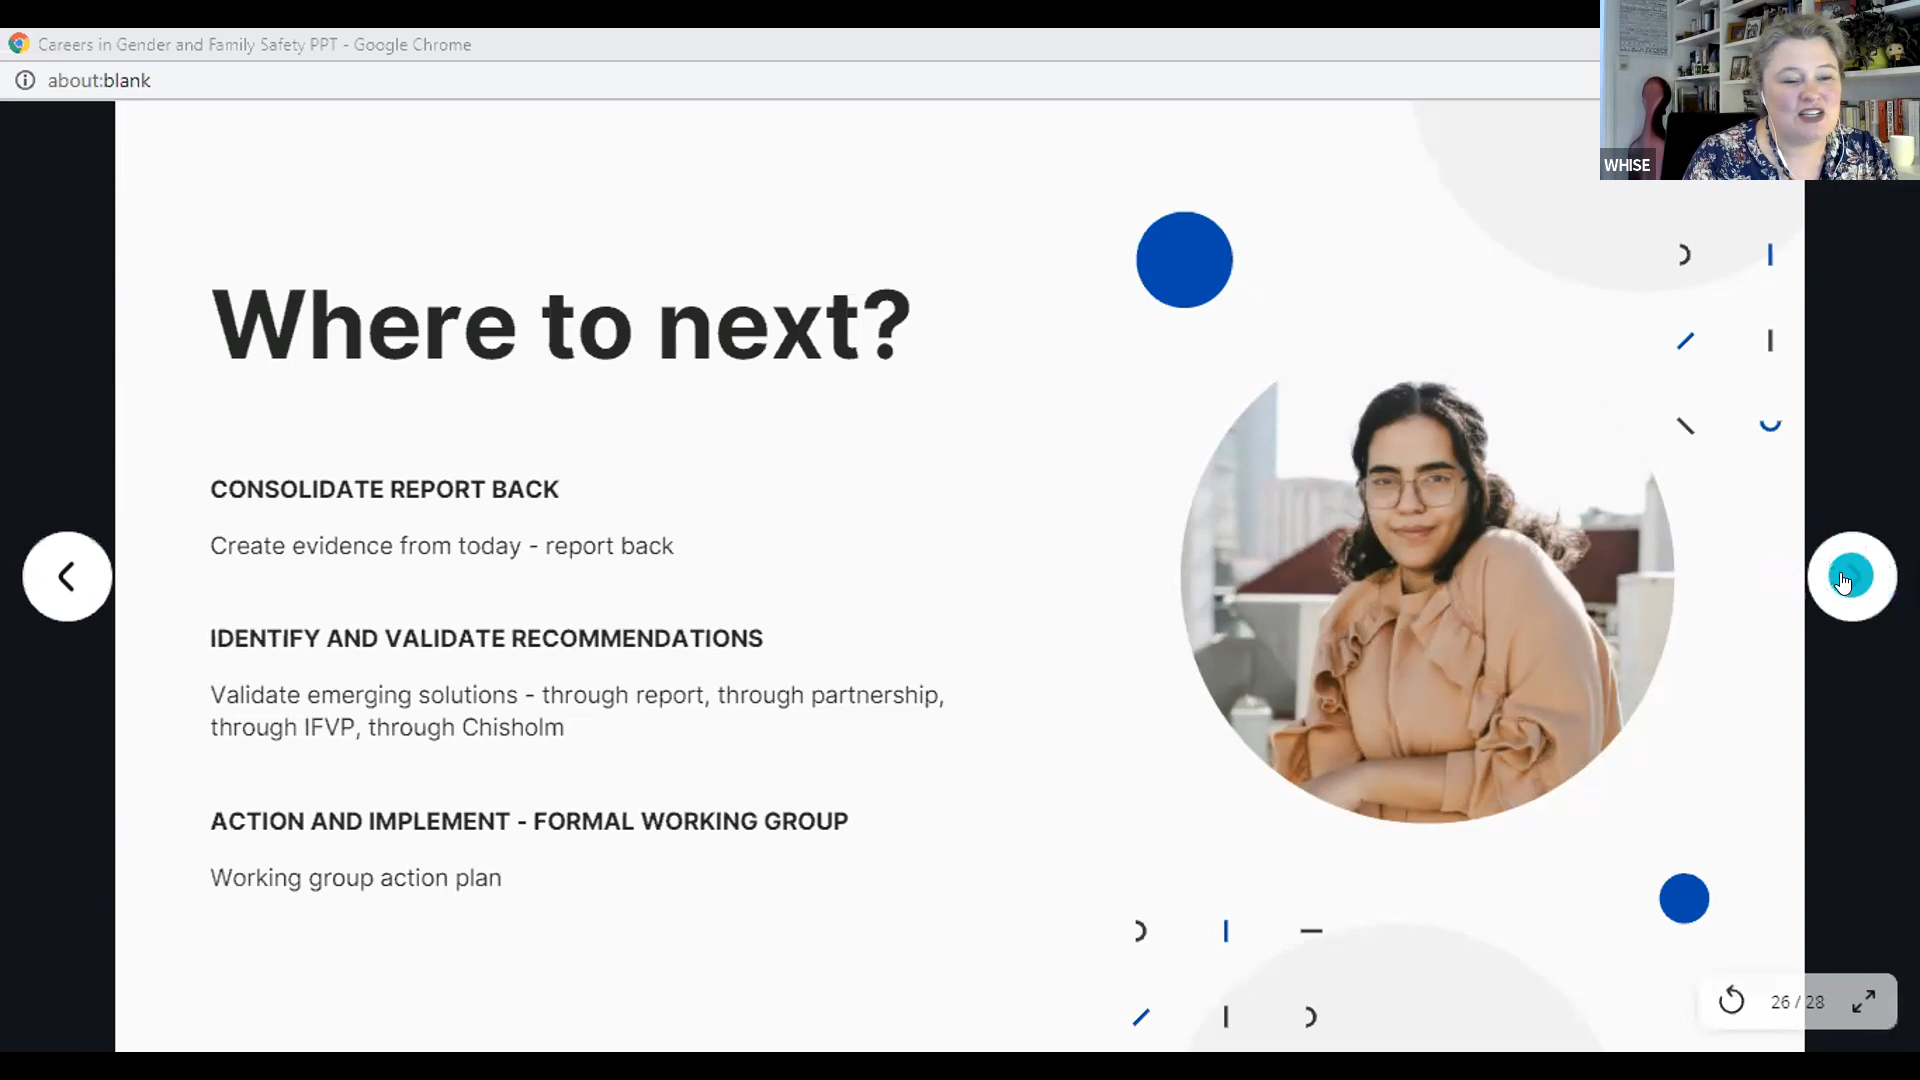 Careers in Gender and Family Safety PPT - Google Chrome
about:blank
WHISE
Where to next?
CONSOLIDATE REPORT BACK
Create evidence from today - report back
IDENTIFY AND VALIDATE RECOMMENDATIONS
Validate emerging solutions - through report, through partnership,
through IFVP, through Chisholm
ACTION AND IMPLEMENT - FORMAL WORKING GROUP
Working group action plan
26 / 28